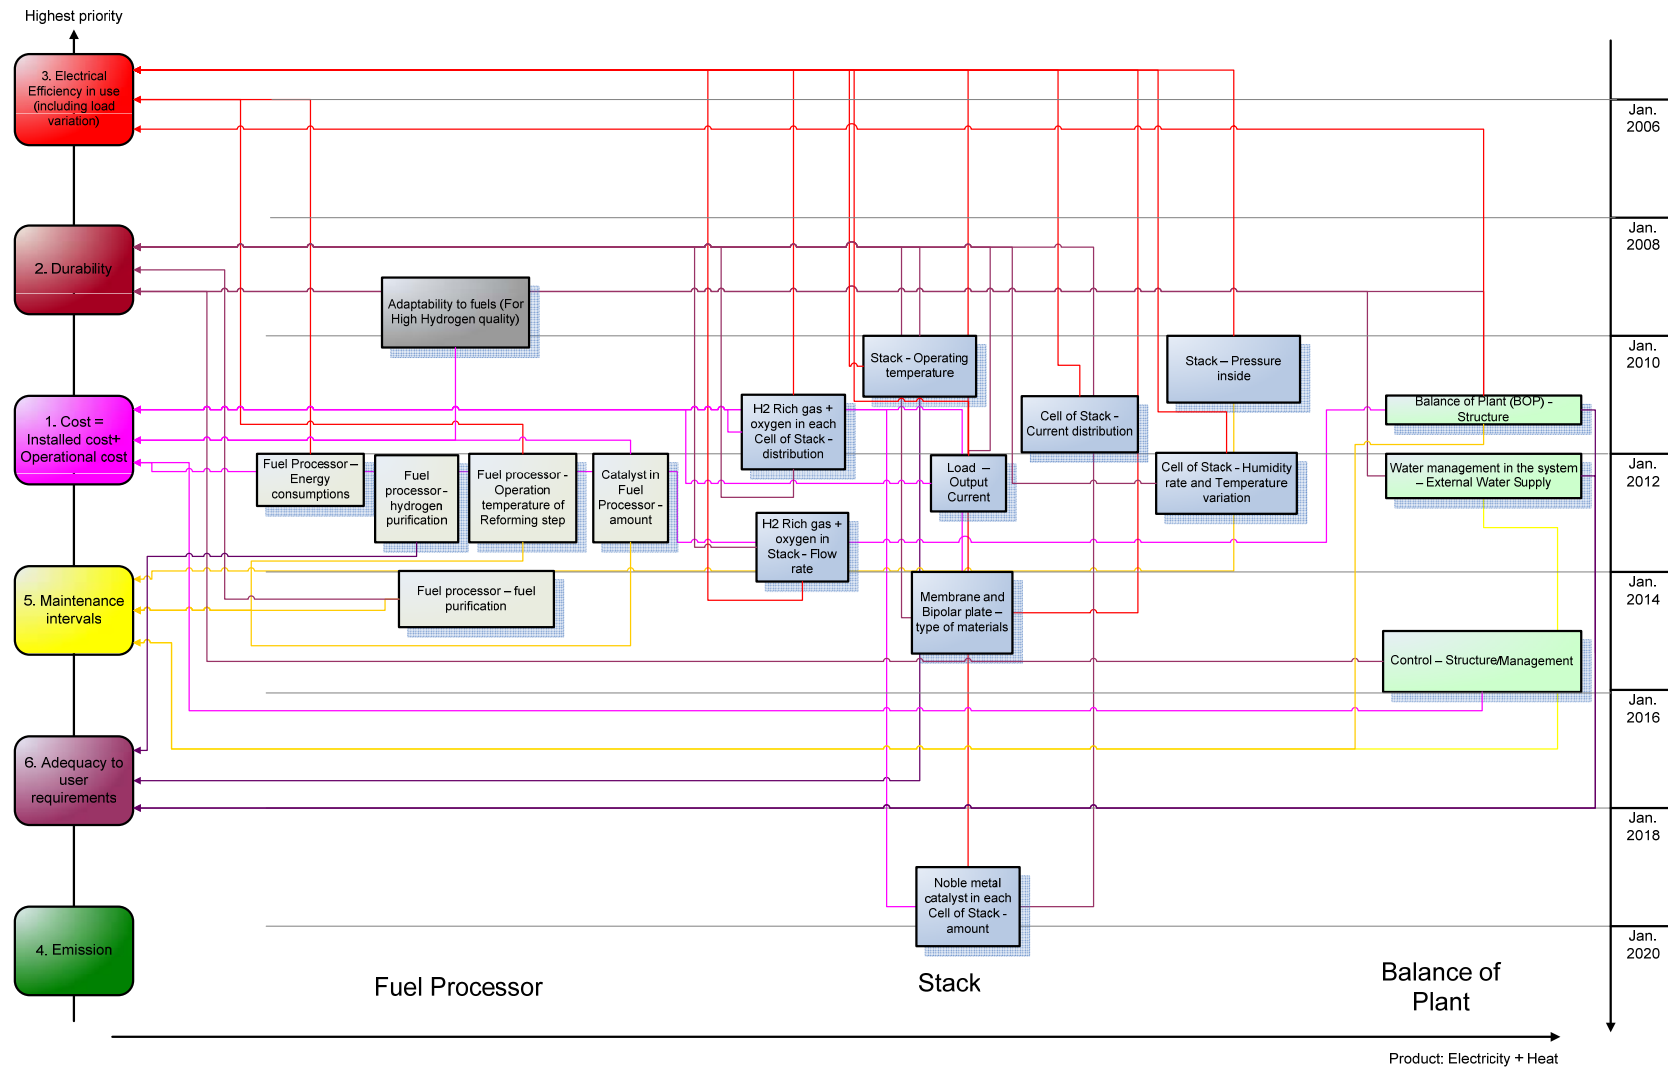 Highest priority
3. Electrical
Efficiency in use
(including load
variation)
2. Durability
1. Cost =
Installed cost+
Operational cost
5. Maintenance
intervals
6. Adequacy to
user
requirements
4. Emission
Adaptability to fuels (For
High Hydrogen quality)
Fuel Processor –
Energy
consumptions
Fuel
processor-
hydrogen
purification
Fuel processor -
Operation
temperature of
Reforming step
Catalyst in
Fuel
Processor -
amount
Fuel processor – fuel
purification
H2 Rich gas +
oxygen in each
Cell of Stack -
distribution
H2 Rich gas +
oxygen in
Stack - Flow
rate
Stack - Operating
temperature
Load –
Output
Current
Membrane and
Bipolar plate –
type of materials
Noble metal
catalyst in each
Cell of Stack -
amount
Cell of Stack -
Current distribution
Stack – Pressure
inside
Cell of Stack - Humidity
rate and Temperature
variation
Balance of Plant (BOP) -
Structure
Water management in the system
– External Water Supply
Control – Structure/Management
Jan.
2006
Jan.
2008
Jan.
2010
Jan.
2012
Jan.
2014
Jan.
2016
Jan.
2018
Jan.
2020
Fuel Processor
Stack
Balance of
Plant
Product: Electricity + Heat